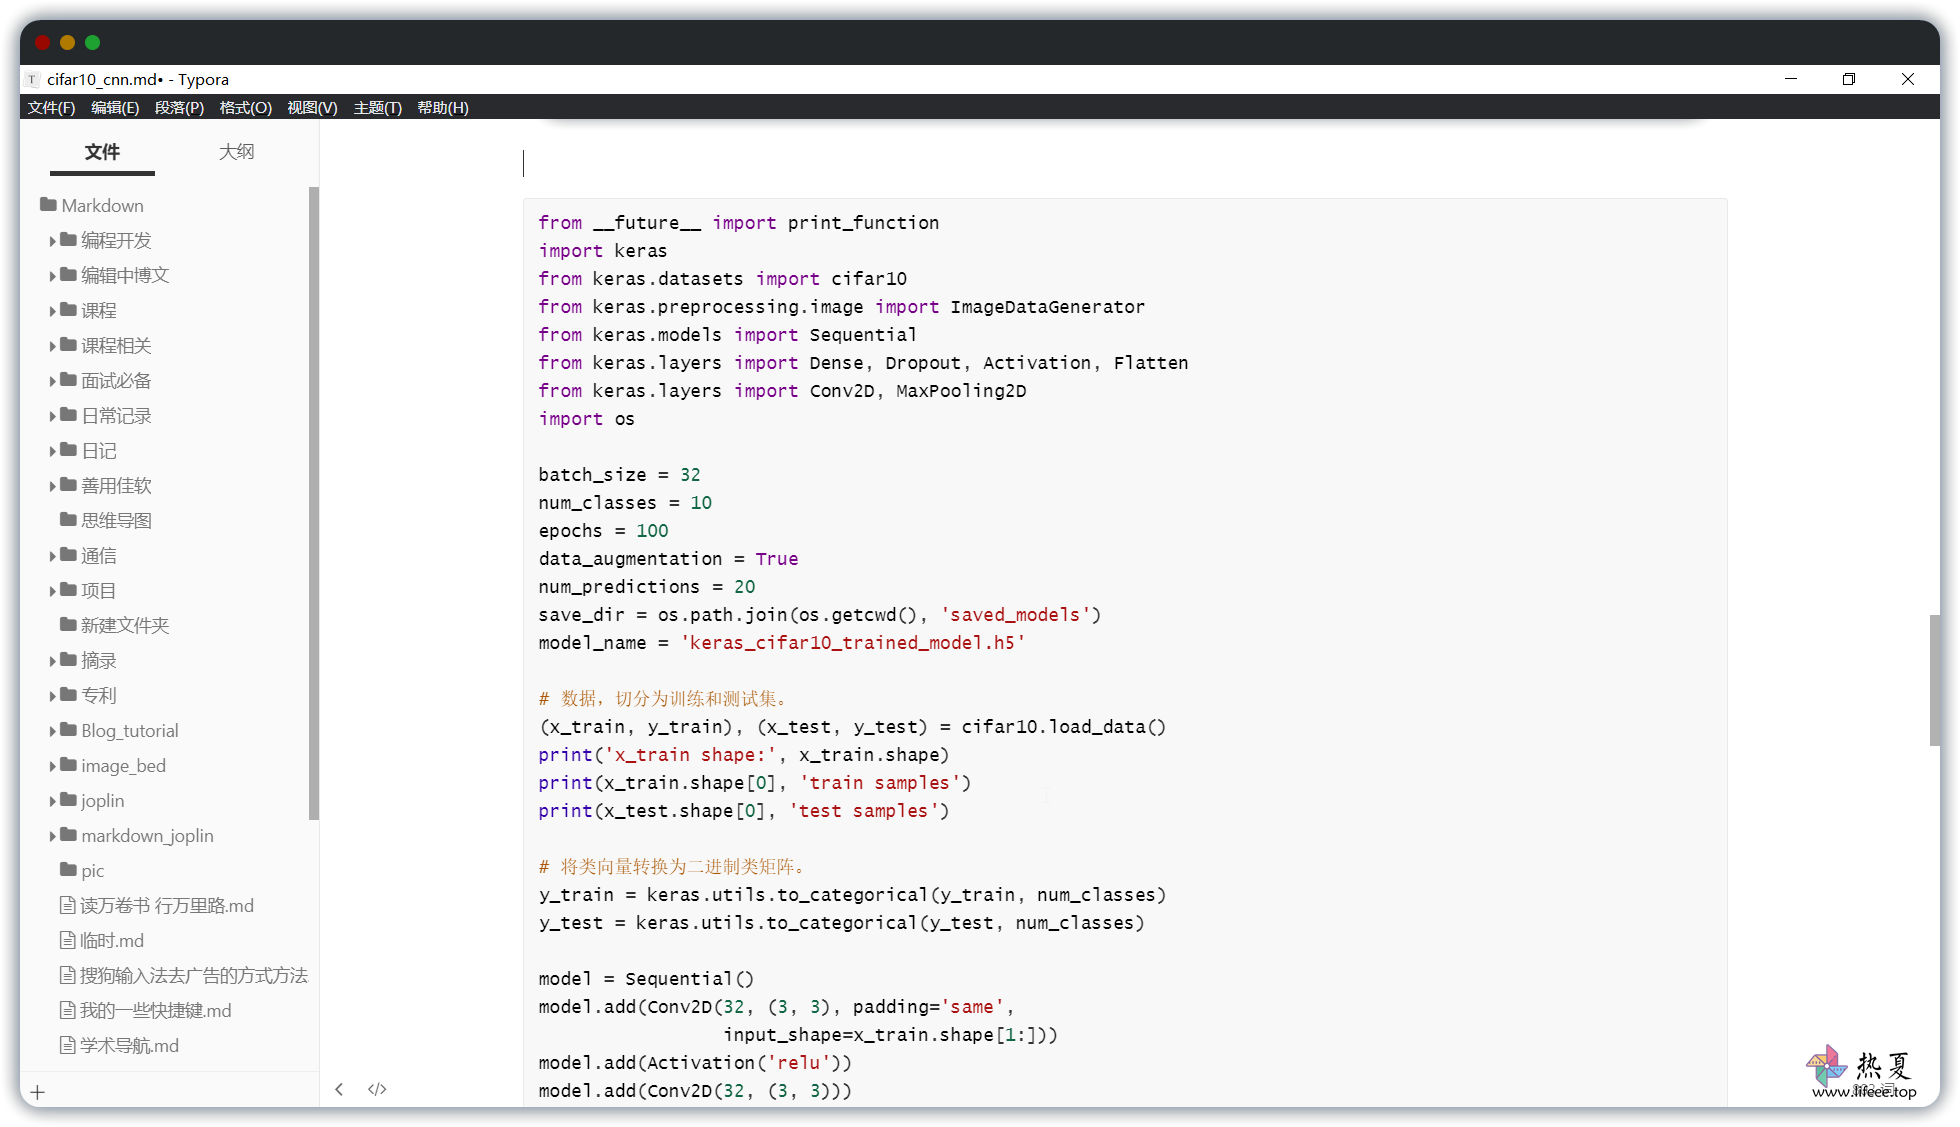 T cifar10_cnn.md• - Typora
文件(F) 编辑(E) 段落(P) 格式(O) 视图(V) 主题(T) 帮助(H)
文件 大纲
Markdown
编程开发
编辑中博文
课程
课程相关
面试必备
日常记录
日记
善用佳软
思维导图
通信
项目
新建文件夹
摘录
专利
Blog_tutorial
image_bed
joplin
markdown_joplin
pic
读万卷书 行万里路.md
临时.md
搜狗输入法去广告的方式方法.
我的一些快捷键.md
学术导航.md
from __future__ import print_function
import keras
from keras.datasets import cifar10
from keras.preprocessing.image import ImageDataGenerator
from keras.models import Sequential
from keras.layers import Dense, Dropout, Activation, Flatten
from keras.layers import Conv2D, MaxPooling2D
import os
batch_size = 32
num_classes = 10
epochs = 100
data_augmentation = True
num_predictions = 20
save_dir = os.path.join(os.getcwd(), 'saved_models')
model_name = 'keras_cifar10_trained_model.h5'
# 数据，切分为训练和测试集。
(x_train, y_train), (x_test, y_test) = cifar10.load_data()
print('x_train shape:', x_train.shape)
print(x_train.shape[0], 'train samples')
print(x_test.shape[0], 'test samples')
# 将类向量转换为二进制类矩阵。
y_train = keras.utils.to_categorical(y_train, num_classes)
y_test = keras.utils.to_categorical(y_test, num_classes)
model = Sequential()
model.add(Conv2D(32, (3, 3), padding='same',
input_shape=x_train.shape[1:]))
model.add(Activation('relu'))
model.add(Conv2D(32, (3, 3)))
热夏
www.lifeee.top